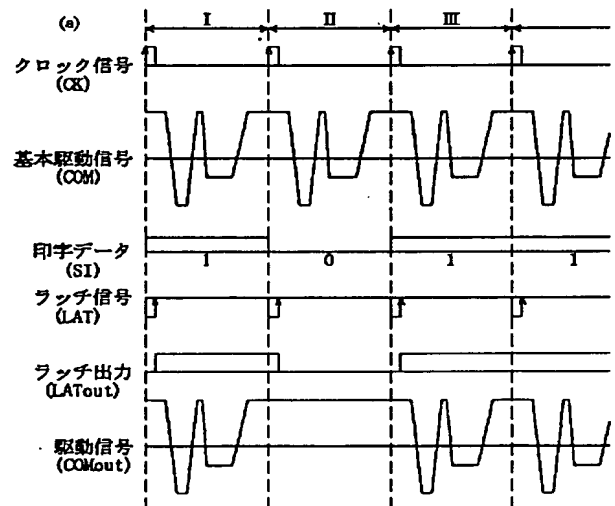 (a)
I II III
クロック信号
(CK)
基本駆動信号
(COM)
印字データ
(SI)
1 0 1 1
ラッチ信号
(LAT)
ラッチ出力
(LATout)
駆動信号
(COMout)